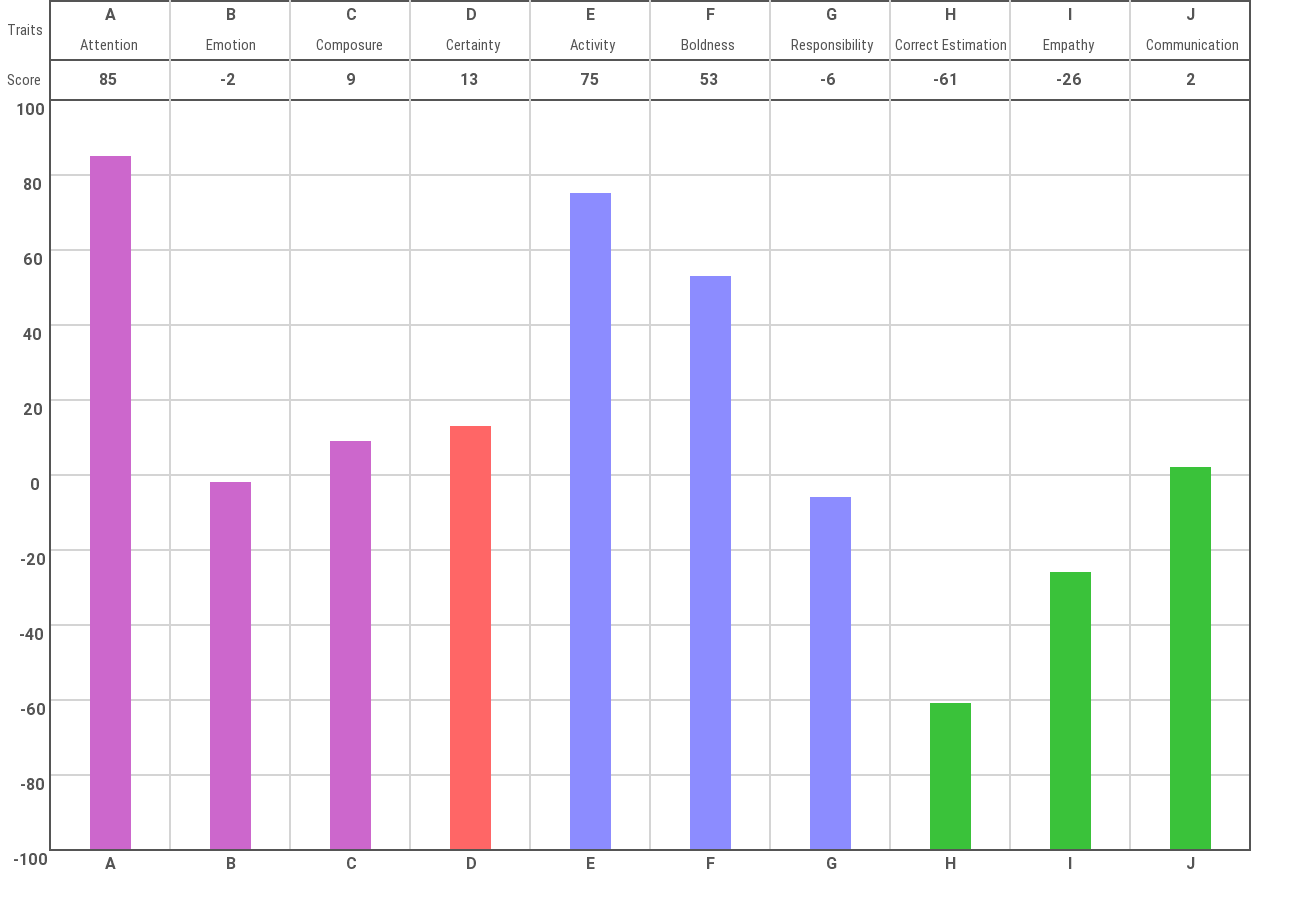 A B C D E F G H I J
Traits
Attention Emotion Composure Certainty Activity Boldness Responsibility Correct Estimation Empathy Communication
Score 85 -2 9 13 75 53 -6 -61 -26 2
100
80
60
40
20
0
-20
-40
-60
-80
-100
A B C D E F G H I J